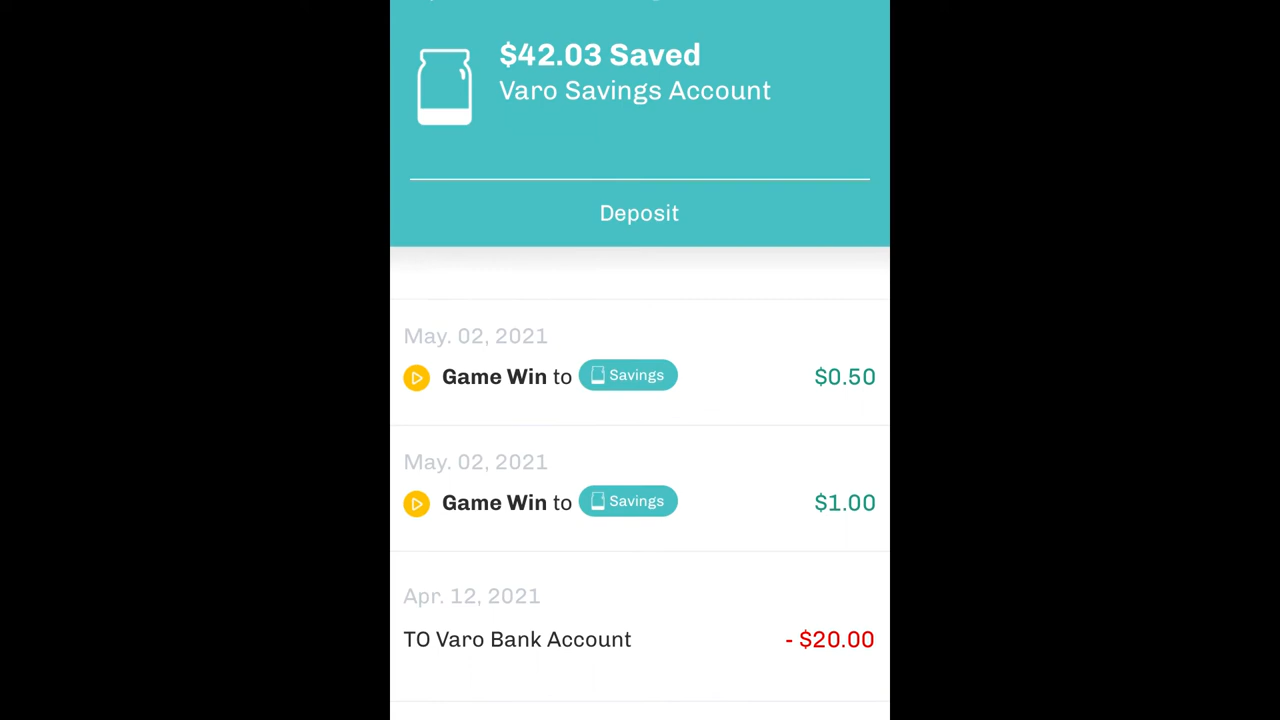 $42.03 Saved
Varo Savings Account
Deposit
May. 02, 2021
Game Win to Savings $0.50
May. 02, 2021
Game Win to Savings $1.00
Apr. 12, 2021
TO Varo Bank Account - $20.00